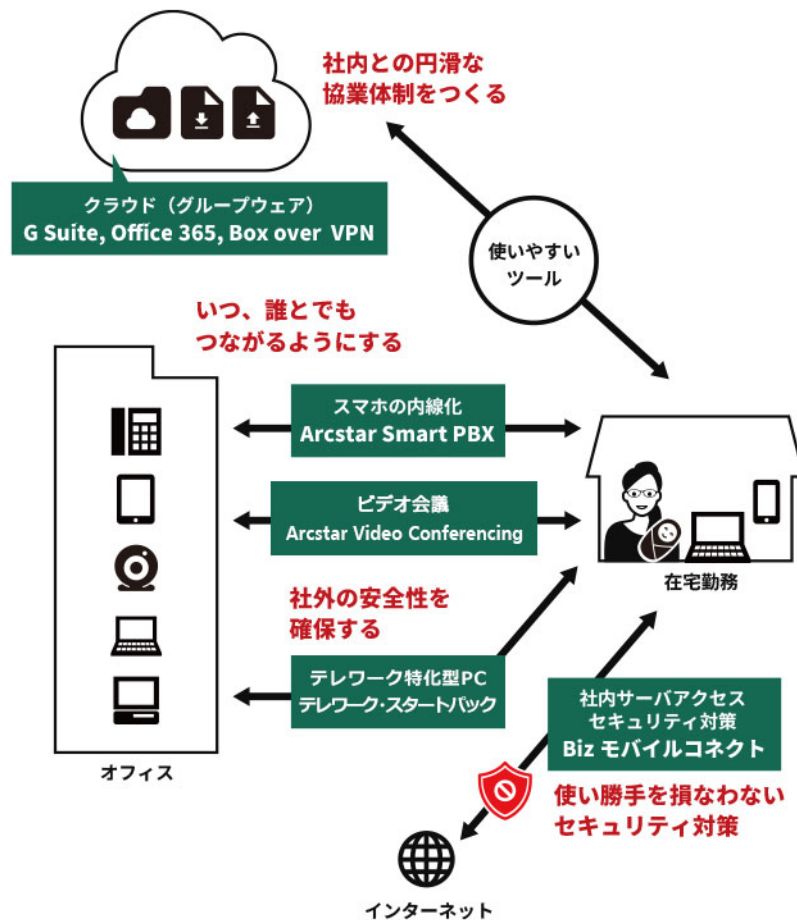 社内との円滑な
協業体制をつくる
クラウド（グループウェア）
G Suite, Office 365, Box over VPN
使いやすい
ツール
いつ、誰とでも
つながるようにする
スマホの内線化
Arcstar Smart PBX
ビデオ会議
Arcstar Video Conferencing
在宅勤務
社外の安全性を
確保する
テレワーク特化型PC
テレワーク・スタートパック
社内サーバアクセス
セキュリティ対策
Biz モバイルコネクト
オフィス
使い勝手を損なわない
セキュリティ対策
インターネット